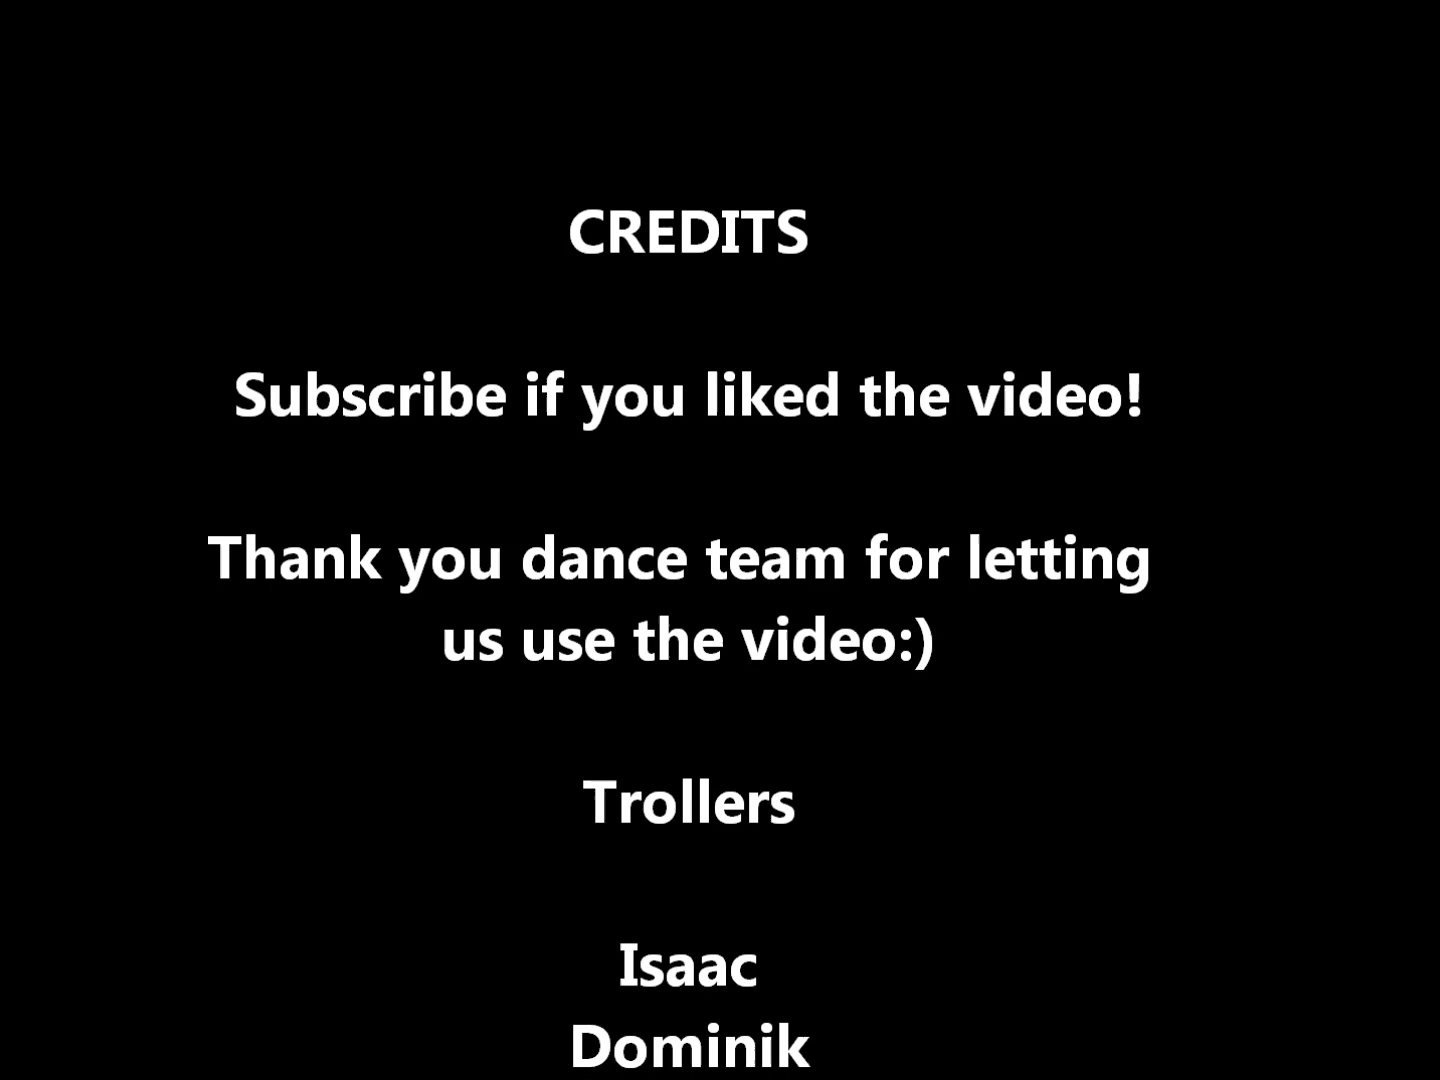 CREDITS
Subscribe if you liked the video!
Thank you dance team for letting
us use the video:)
Trollers
Isaac
Dominik